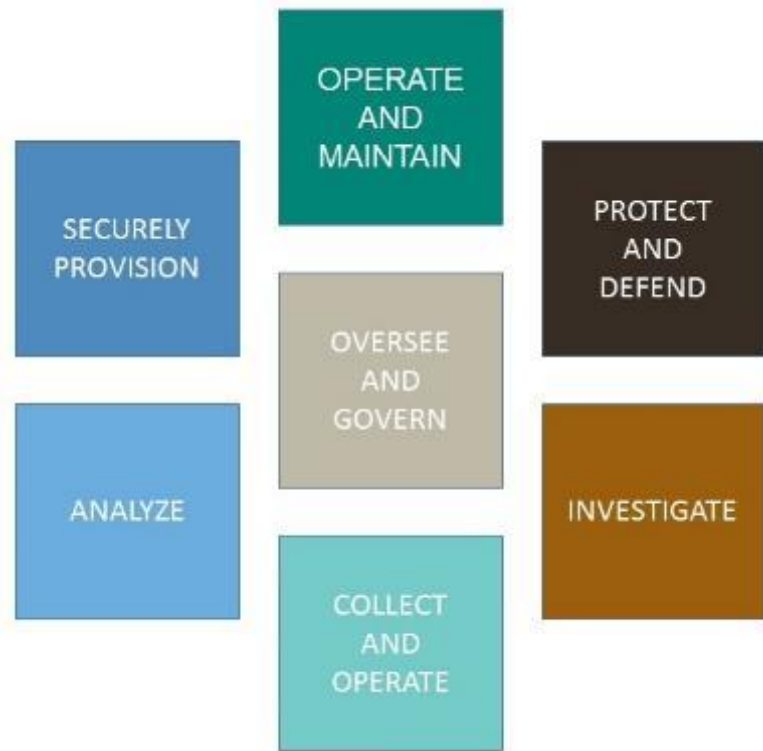 OPERATE
AND
MAINTAIN
SECURELY
PROVISION
PROTECT
AND
DEFEND
OVERSEE
AND
GOVERN
ANALYZE
INVESTIGATE
COLLECT
AND
OPERATE